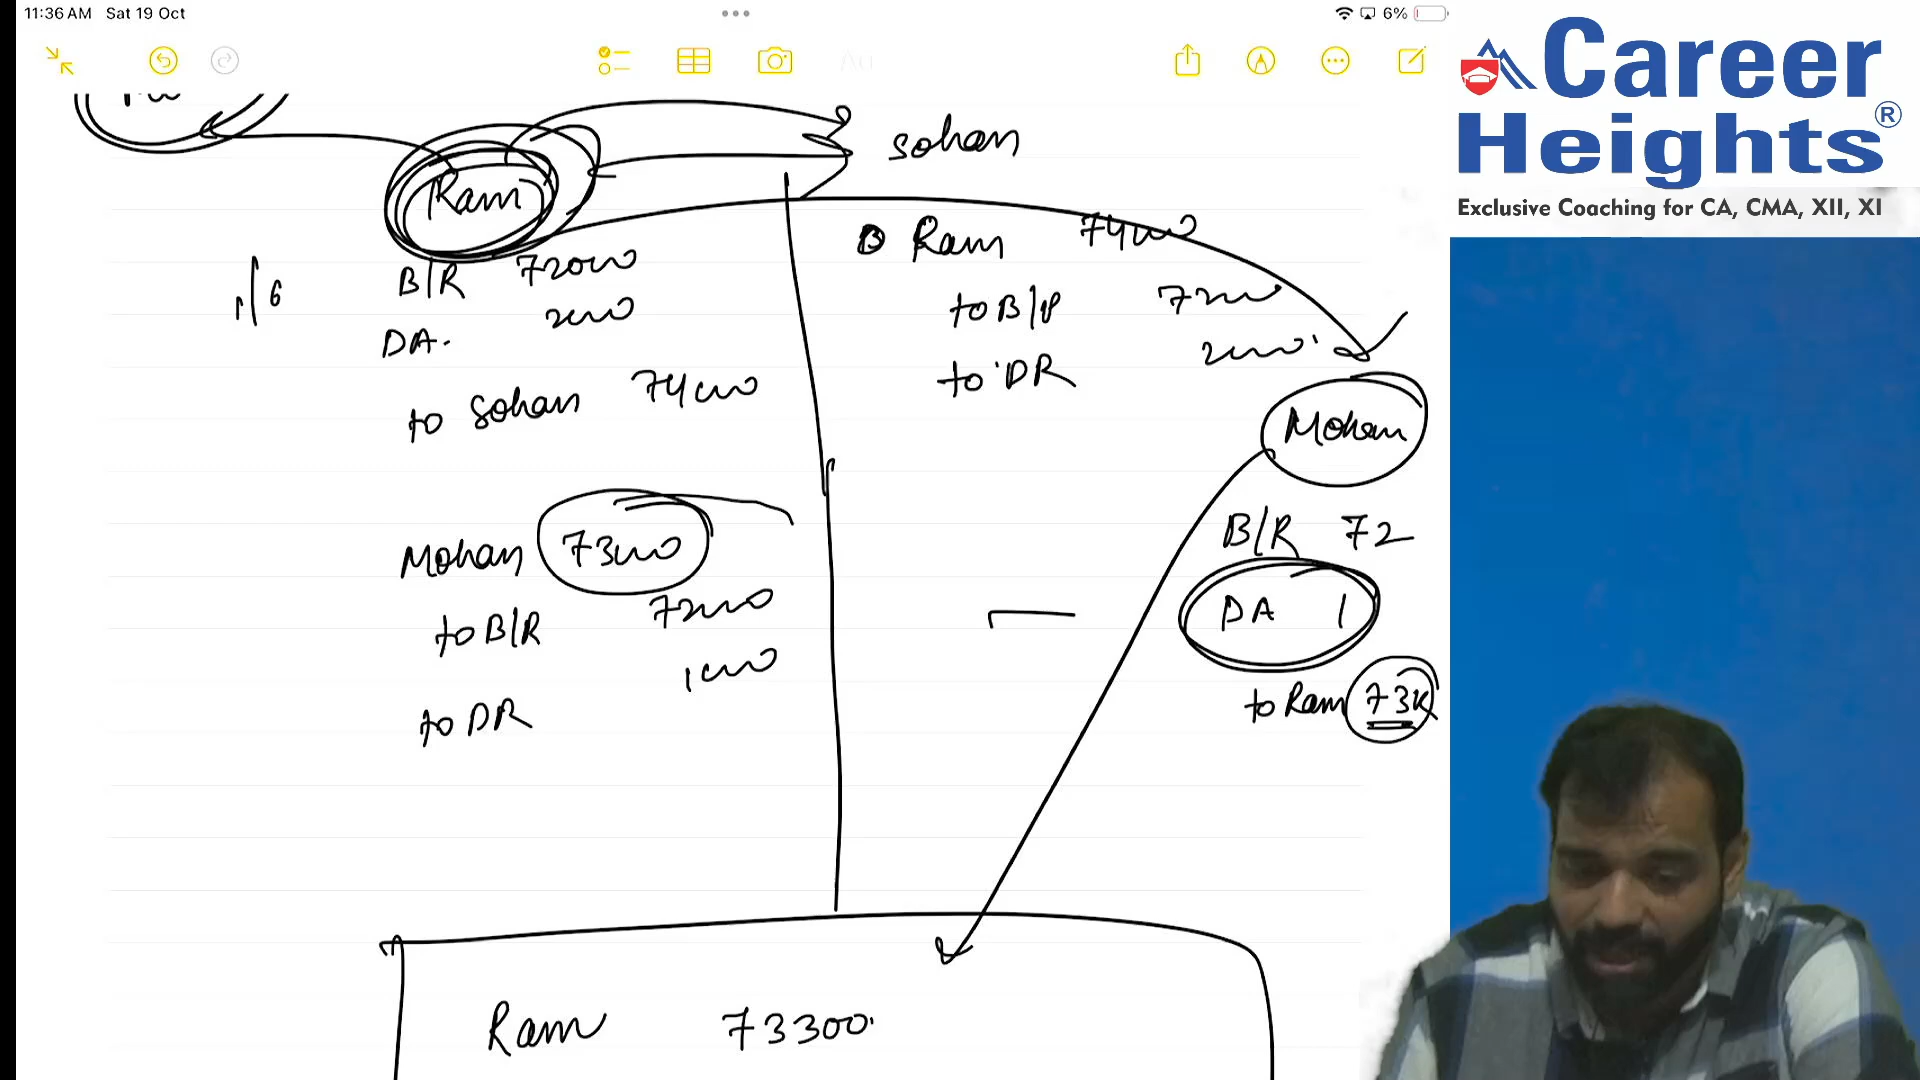 11:36 AM Sat 19 Oct
6%
Career
Heights®
Exclusive Coaching for CA, CMA, XII, XI
Sohan
Ram
Ram 74000
1/6 B/R 72000
to B/P 72000
DA. 2000
to DR 2000
to Sohan 74000
Mohan
Mohan 73000
B/R 72
to B/R 72000
DA 1
1000
to Ram 73K
to DR
Ram 73300